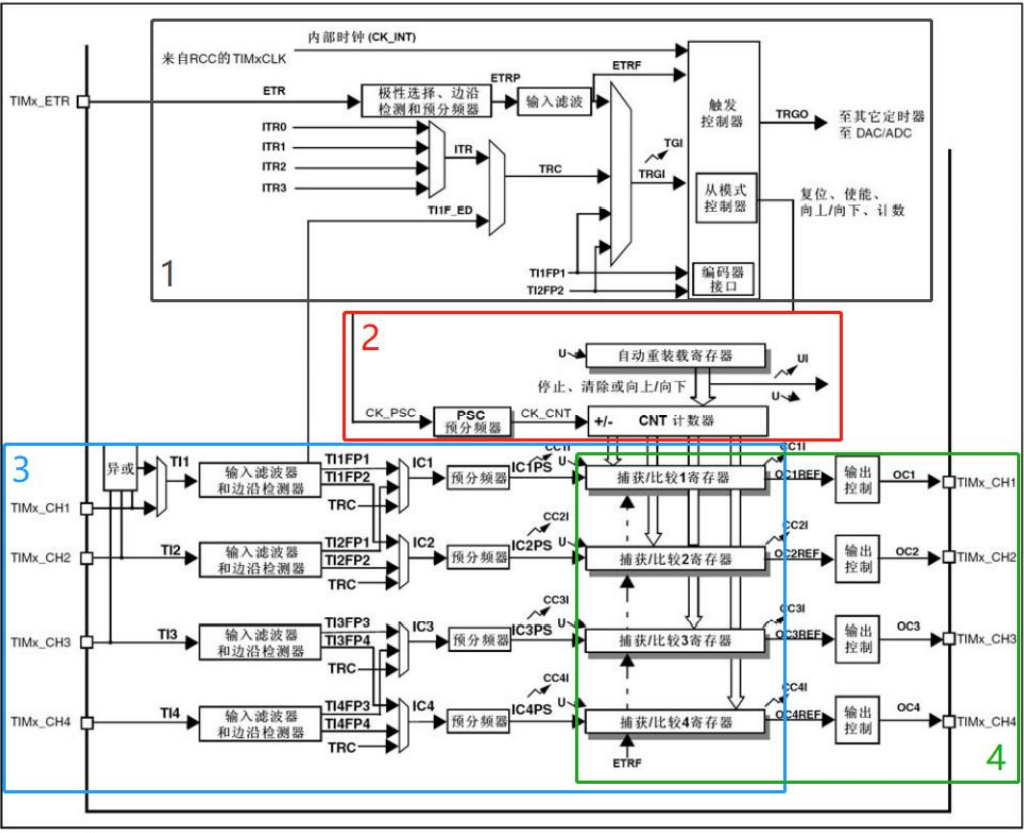 内部时钟 (CK_INT)
来自RCC的TIMxCLK
TIMx_ETR
ETR
极性选择、边沿
检测和预分频器
ETRP
输入滤波
ETRF
触发
控制器
TRGO
至其它定时器
至 DAC/ADC
ITR0
ITR1
ITR2
ITR3
ITR
TRC
TGI
TRGI
TI1F_ED
从模式
控制器
复位、使能、
向上/向下、计数
1
TI1FP1
TI2FP2
编码器
接口
2
U
自动重装载寄存器
UI
停止、清除或向上/向下
U
CK_PSC
PSC
预分频器
CK_CNT
+/-
CNT 计数器
3
异或
TI1
输入滤波器
和边沿检测器
TI1FP1
TI1FP2
TRC
IC1
预分频器
CC1I
IC1PS
U
捕获/比较1寄存器
CC1I
OC1REF
输出
控制
OC1
TIMx_CH1
TIMx_CH1
TIMx_CH2
TI2
输入滤波器
和边沿检测器
TI2FP1
TI2FP2
TRC
IC2
预分频器
CC2I
IC2PS
U
捕获/比较2寄存器
CC2I
OC2REF
输出
控制
OC2
TIMx_CH2
TIMx_CH3
TI3
输入滤波器
和边沿检测器
TI3FP3
TI3FP4
TRC
IC3
预分频器
CC3I
IC3PS
U
捕获/比较3寄存器
CC3I
OC3REF
输出
控制
OC3
TIMx_CH3
TIMx_CH4
TI4
输入滤波器
和边沿检测器
TI4FP3
TI4FP4
TRC
IC4
预分频器
CC4I
IC4PS
U
捕获/比较4寄存器
CC4I
OC4REF
输出
控制
OC4
TIMx_CH4
ETRF
4